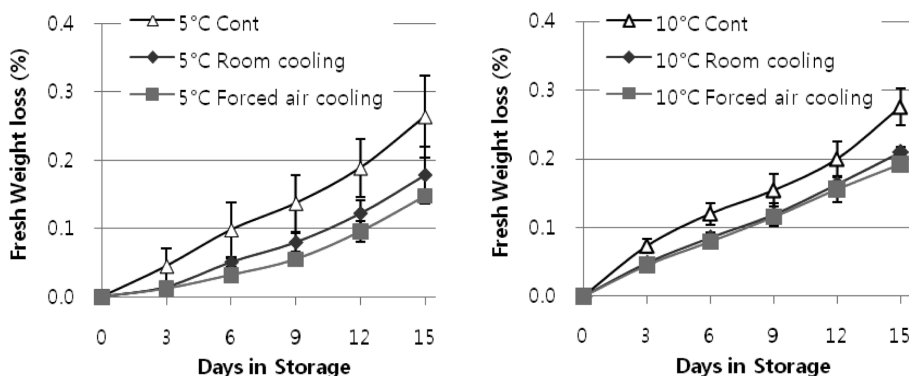 0.4
0.3
0.2
0.1
0.0
Fresh Weight loss (%)
5°C Cont
5°C Room cooling
5°C Forced air cooling
0 3 6 9 12 15
Days in Storage
0.4
0.3
0.2
0.1
0.0
Fresh Weight loss (%)
10°C Cont
10°C Room cooling
10°C Forced air cooling
0 3 6 9 12 15
Days in Storage